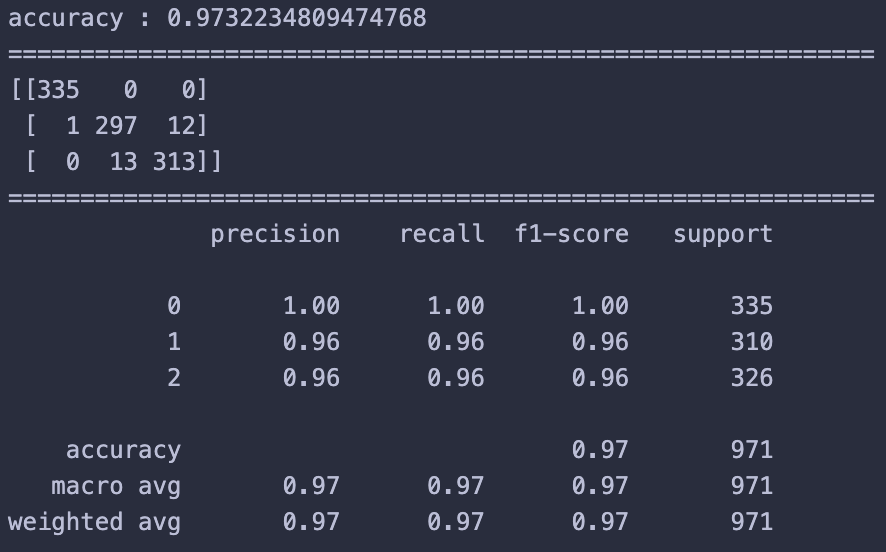 accuracy : 0.9732234809474768
============================================================
[[335   0   0]
 [  1 297  12]
 [  0  13 313]]
============================================================
              precision    recall  f1-score   support

           0       1.00      1.00      1.00       335
           1       0.96      0.96      0.96       310
           2       0.96      0.96      0.96       326

    accuracy                           0.97       971
   macro avg       0.97      0.97      0.97       971
weighted avg       0.97      0.97      0.97       971